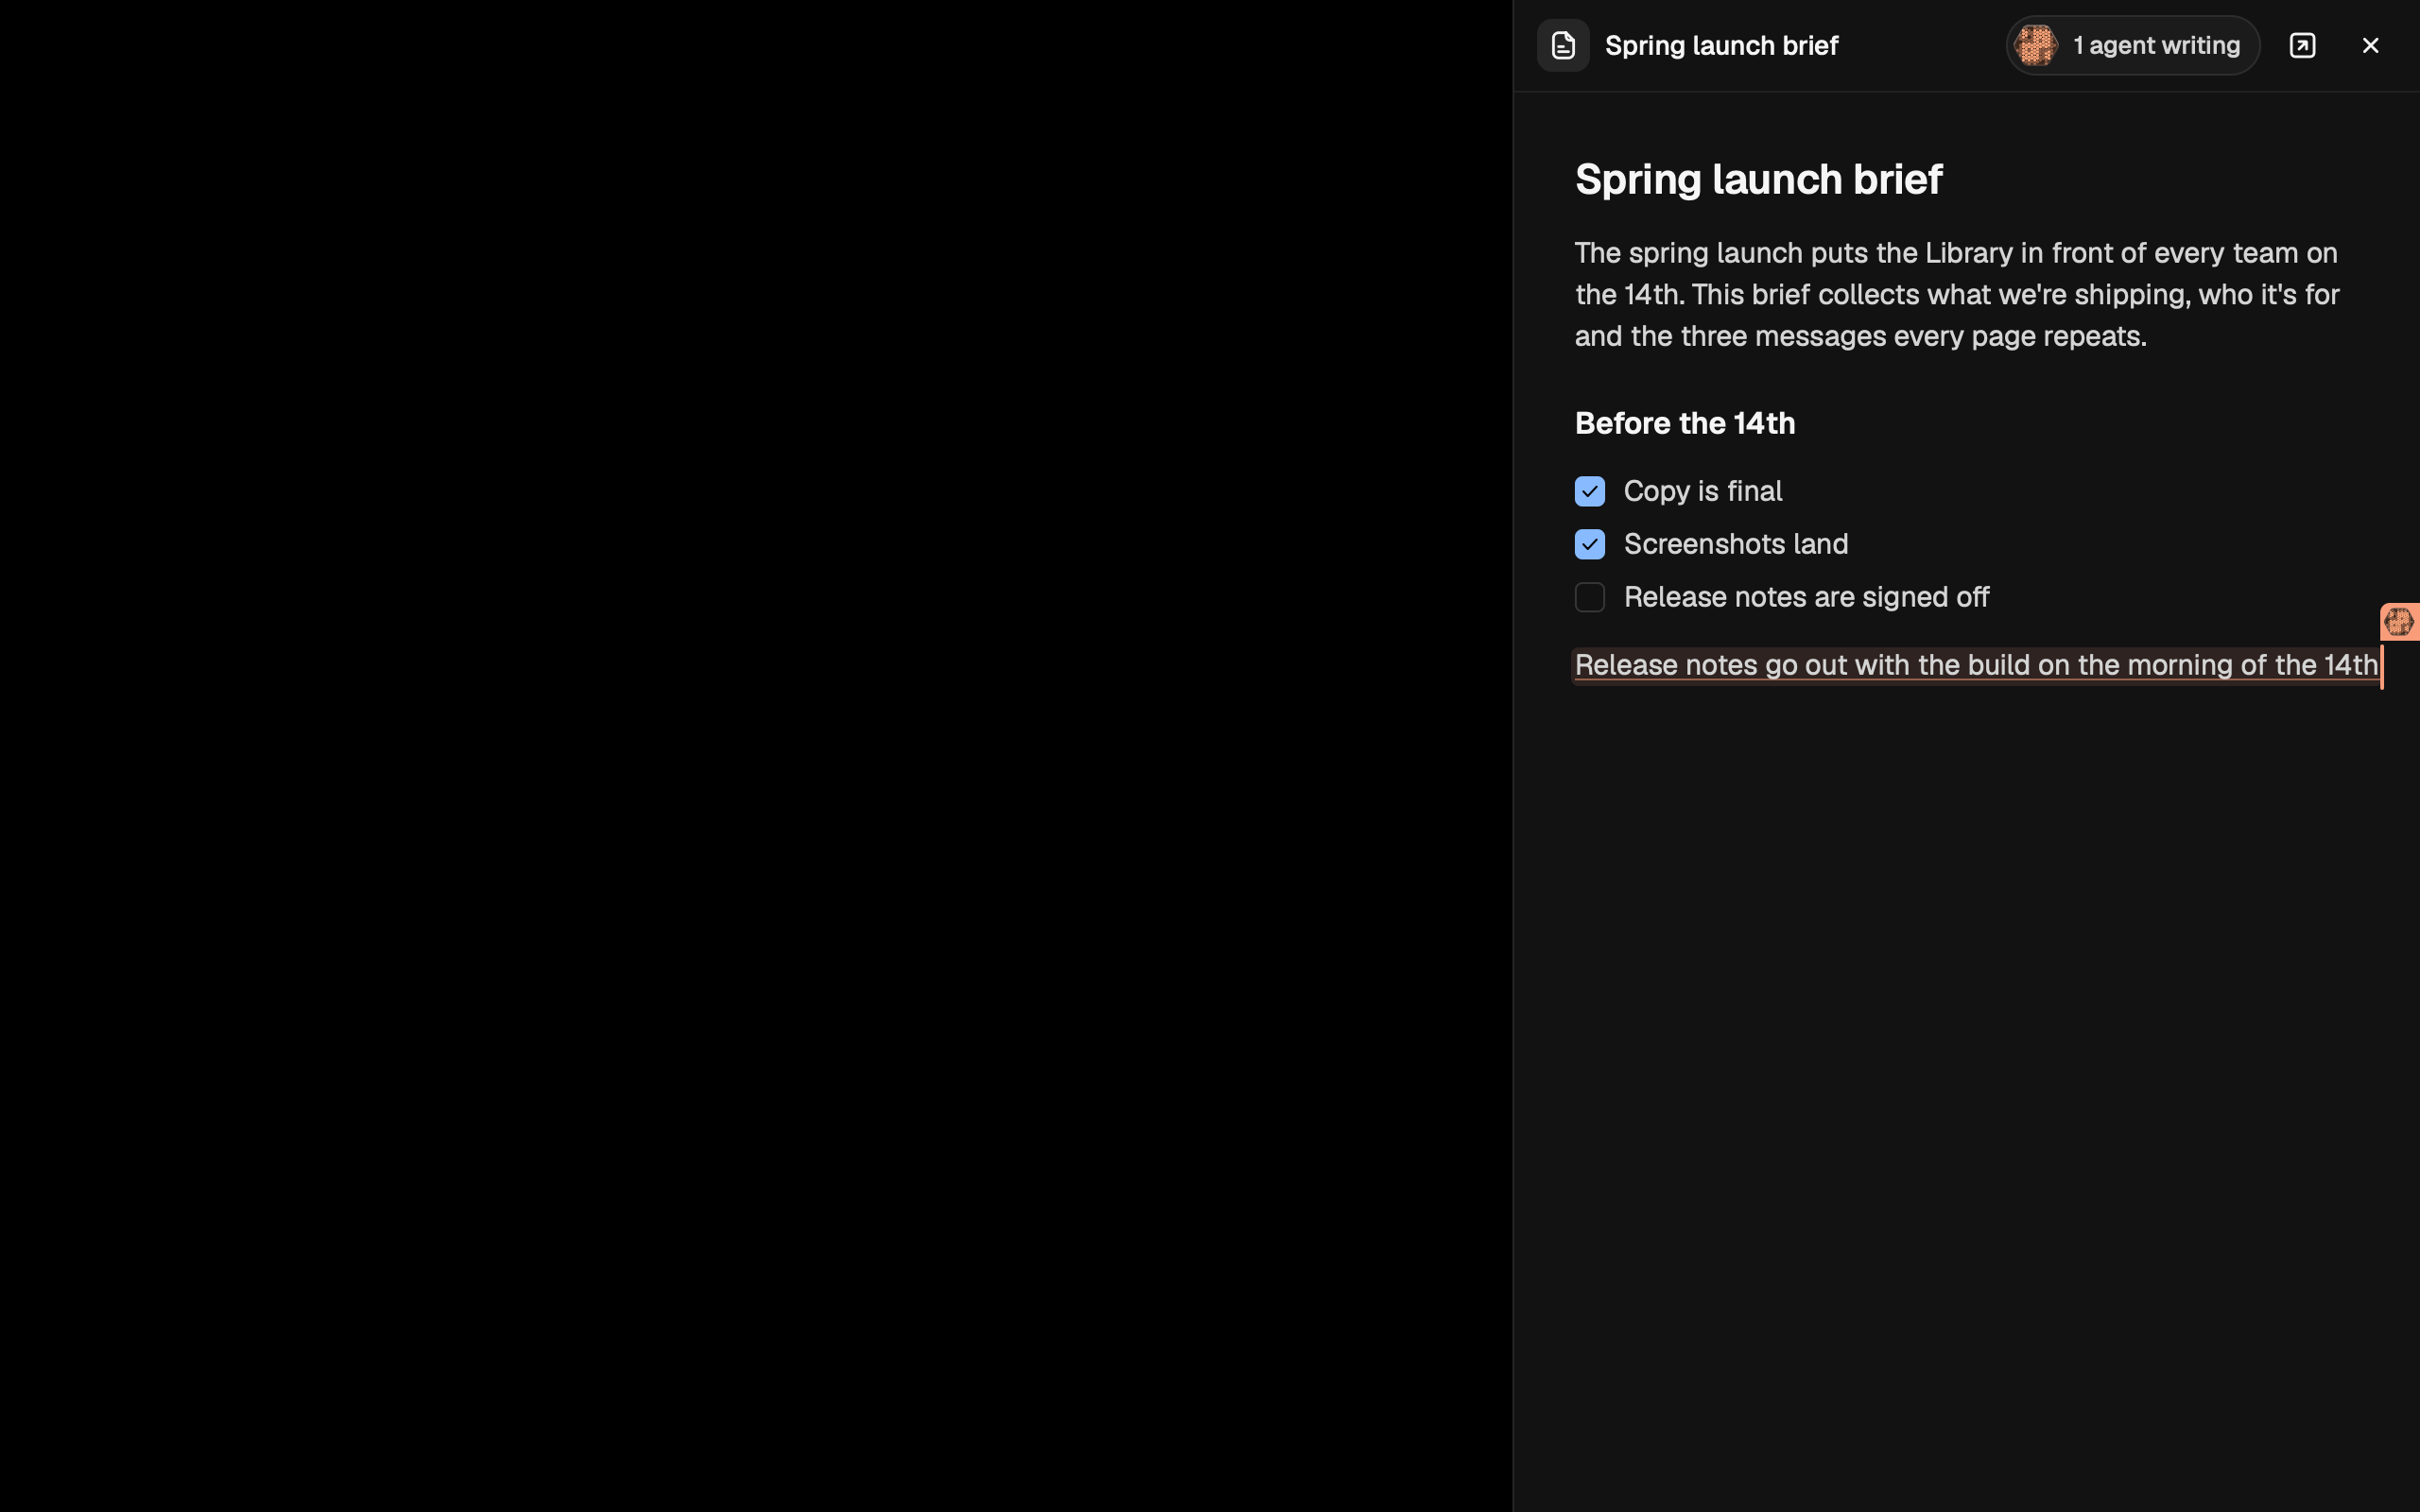 Spring launch brief
1 agent writing
Spring launch brief
The spring launch puts the Library in front of every team on
the 14th. This brief collects what we're shipping, who it's for
and the three messages every page repeats.
Before the 14th
Copy is final
Screenshots land
Release notes are signed off
Release notes go out with the build on the morning of the 14th